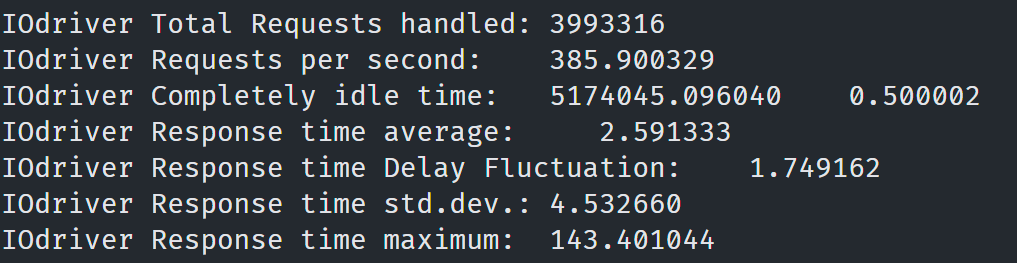 IOdriver Total Requests handled: 3993316
IOdriver Requests per second:    385.900329
IOdriver Completely idle time:   5174045.096040    0.500002
IOdriver Response time average:     2.591333
IOdriver Response time Delay Fluctuation:    1.749162
IOdriver Response time std.dev.: 4.532660
IOdriver Response time maximum:  143.401044